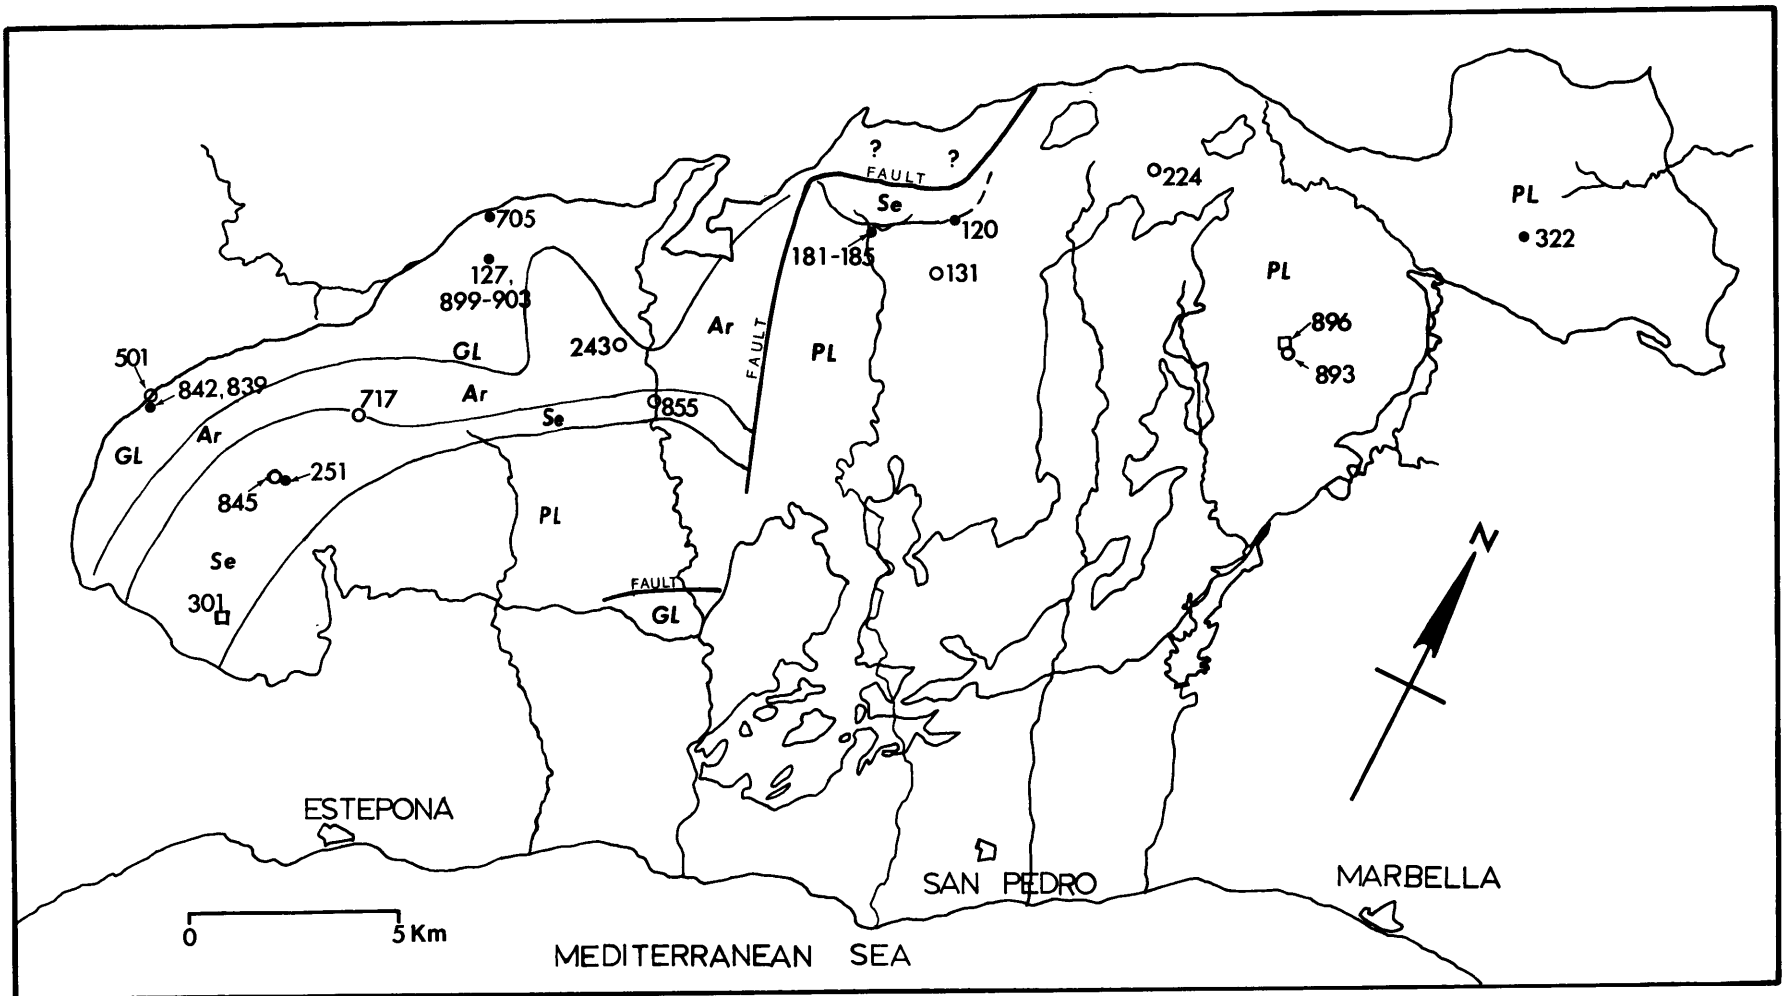 ?
?
FAULT
224
PL
Se
705
120
322
181-185
127,
899-903
131
PL
896
Ar
FAULT
243
GL
PL
501
893
842,839
717
Ar
855
Se
Ar
GL
251
845
PL
N
Se
FAULT
301
GL
ESTEPONA
SAN PEDRO
MARBELLA
0
5 Km
MEDITERRANEAN SEA